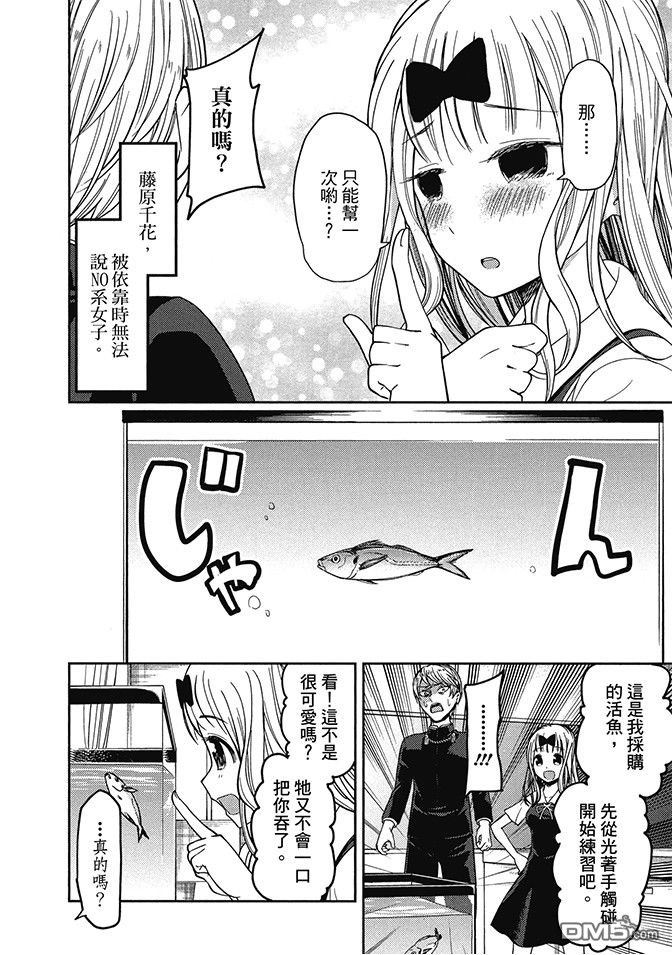 那……
只能幫一
次喲…？
真的嗎？
藤原千花，
被依靠時無法
說NO系女子。
じゃん
這是我採購
的活魚，
先從光著手觸碰
開始練習吧。
………!!
看！這不是
很可愛嗎？
牠又不會一口
把你吞了。
…真的嗎？
DM5.com